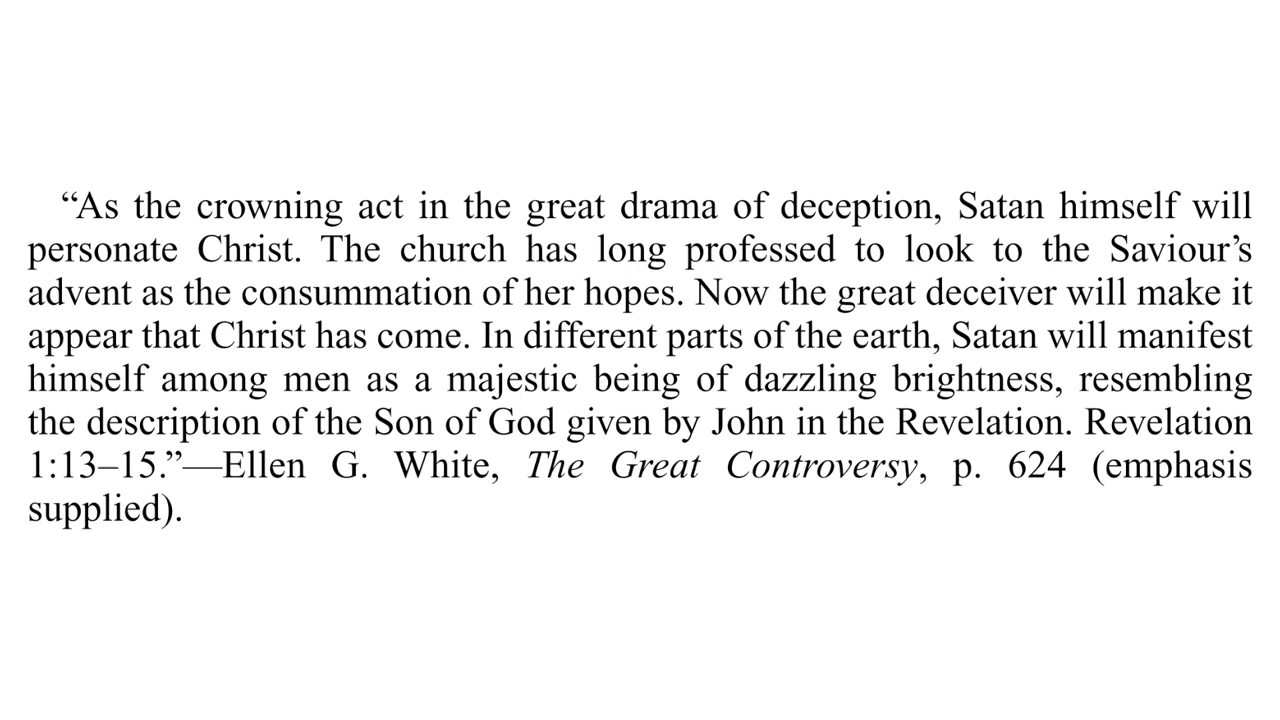 “As the crowning act in the great drama of deception, Satan himself will
personate Christ. The church has long professed to look to the Saviour’s
advent as the consummation of her hopes. Now the great deceiver will make it
appear that Christ has come. In different parts of the earth, Satan will manifest
himself among men as a majestic being of dazzling brightness, resembling
the description of the Son of God given by John in the Revelation. Revelation
1:13–15.”—Ellen G. White, The Great Controversy, p. 624 (emphasis
supplied).